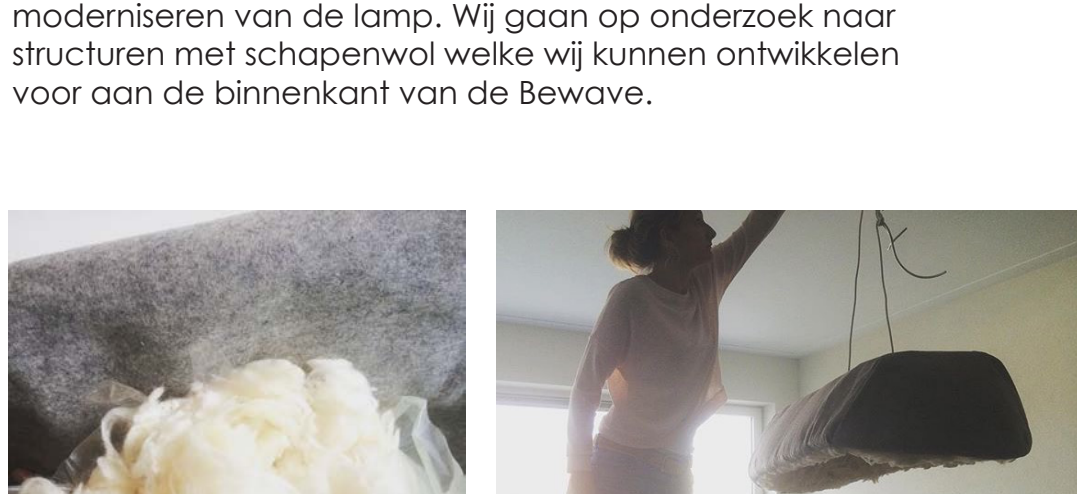 moderniseren van de lamp. Wij gaan op onderzoek naar
structuren met schapenwol welke wij kunnen ontwikkelen
voor aan de binnenkant van de Bewave.